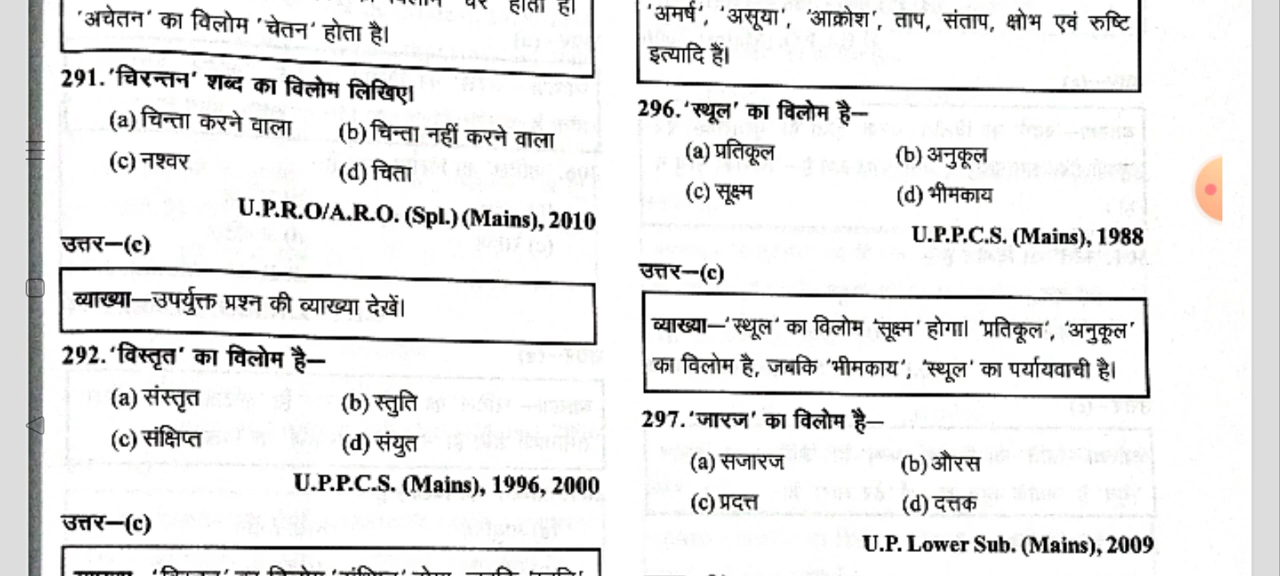 'अचेतन' का विलोम 'चेतन' होता है।
291. 'चिरन्तन' शब्द का विलोम लिखिए।
(a) चिन्ता करने वाला (b) चिन्ता नहीं करने वाला
(c) नश्वर (d) चिता
U.P.R.O/A.R.O. (Spl.) (Mains), 2010
उत्तर—(c)
व्याख्या—उपर्युक्त प्रश्न की व्याख्या देखें।
292. 'विस्तृत' का विलोम है—
(a) संस्तृत (b) स्तुति
(c) संक्षिप्त (d) संयुत
U.P.P.C.S. (Mains), 1996, 2000
उत्तर—(c)
'अमर्ष', 'असूया', 'आक्रोश', ताप, संताप, क्षोभ एवं रुष्टि
इत्यादि हैं।
296. 'स्थूल' का विलोम है—
(a) प्रतिकूल (b) अनुकूल
(c) सूक्ष्म (d) भीमकाय
U.P.P.C.S. (Mains), 1988
उत्तर—(c)
व्याख्या—'स्थूल' का विलोम 'सूक्ष्म' होगा। 'प्रतिकूल', 'अनुकूल'
का विलोम है, जबकि 'भीमकाय', 'स्थूल' का पर्यायवाची है।
297. 'जारज' का विलोम है—
(a) सजारज (b) औरस
(c) प्रदत्त (d) दत्तक
U.P. Lower Sub. (Mains), 2009